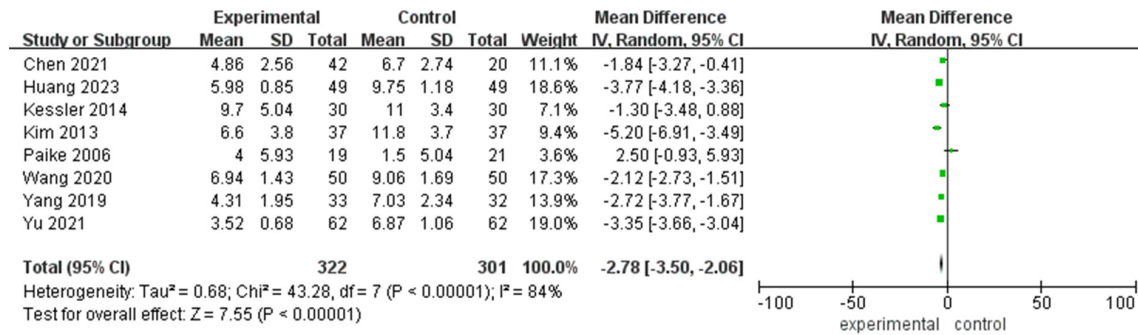 Experimental Control Mean Difference Mean Difference
Study or Subgroup Mean SD Total Mean SD Total Weight IV, Random, 95% CI IV, Random, 95% CI
Chen 2021 4.86 2.56 42 6.7 2.74 20 11.1% -1.84 [-3.27, -0.41]
Huang 2023 5.98 0.85 49 9.75 1.18 49 18.6% -3.77 [-4.18, -3.36]
Kessler 2014 9.7 5.04 30 11 3.4 30 7.1% -1.30 [-3.48, 0.88]
Kim 2013 6.6 3.8 37 11.8 3.7 37 9.4% -5.20 [-6.91, -3.49]
Paike 2006 4 5.93 19 1.5 5.04 21 3.6% 2.50 [-0.93, 5.93]
Wang 2020 6.94 1.43 50 9.06 1.69 50 17.3% -2.12 [-2.73, -1.51]
Yang 2019 4.31 1.95 33 7.03 2.34 32 13.9% -2.72 [-3.77, -1.67]
Yu 2021 3.52 0.68 62 6.87 1.06 62 19.0% -3.35 [-3.66, -3.04]
Total (95% CI) 322 301 100.0% -2.78 [-3.50, -2.06]
Heterogeneity: Tau² = 0.68; Chi² = 43.28, df = 7 (P < 0.00001); I² = 84%
Test for overall effect: Z = 7.55 (P < 0.00001)
-100 -50 0 50 100
experimental control